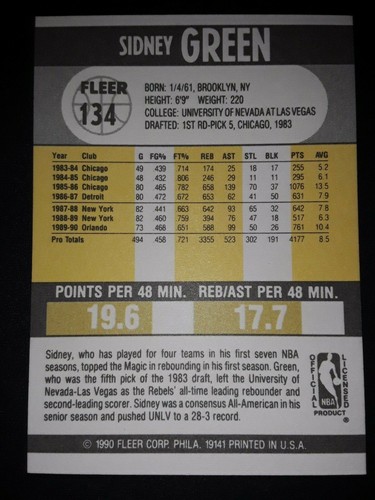 SIDNEY GREEN
FLEER
134
BORN: 1/4/61, BROOKLYN, NY
HEIGHT: 6'9" WEIGHT: 220
COLLEGE: UNIVERSITY OF NEVADA AT LAS VEGAS
DRAFTED: 1ST RD-PICK 5, CHICAGO, 1983
Year Club G FG% FT% REB AST STL BLK PTS AVG
1983-84 Chicago 49 439 714 174 25 18 17 255 5.2
1984-85 Chicago 48 432 806 246 29 11 11 295 6.1
1985-86 Chicago 80 465 782 658 139 70 37 1076 13.5
1986-87 Detroit 80 472 672 653 62 41 50 631 7.9
1987-88 New York 82 441 663 642 93 65 32 642 7.8
1988-89 New York 82 460 759 394 76 47 18 517 6.3
1989-90 Orlando 73 468 651 588 99 50 26 761 10.4
Pro Totals 494 458 721 3355 523 302 191 4177 8.5
POINTS PER 48 MIN. REB/AST PER 48 MIN.
19.6 17.7
Sidney, who has played for four teams in his first seven NBA
seasons, topped the Magic in rebounding in his first season. Green,
who was the fifth pick of the 1983 draft, left the University of
Nevada-Las Vegas as the Rebels' all-time leading rebounder and
second-leading scorer. Sidney was a consensus All-American in his
senior season and pushed UNLV to a 28-3 record.
OFFICIAL LICENSED
NBA
PRODUCT ®
© 1990 FLEER CORP. PHILA. 19141 PRINTED IN U.S.A.